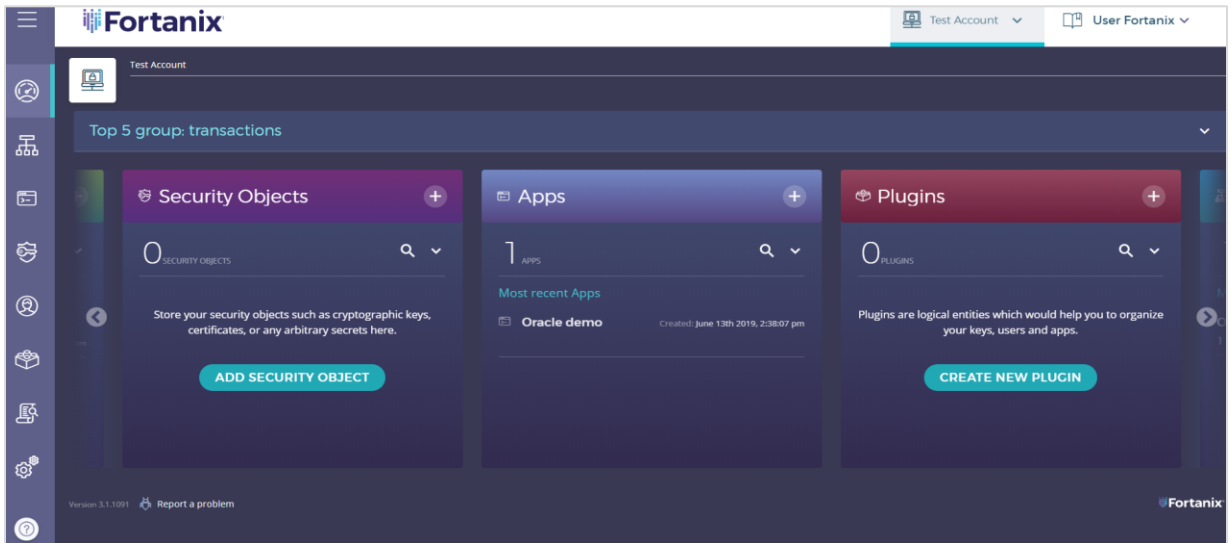 Fortanix
Test Account
User Fortanix
Test Account
Top 5 group: transactions
Security Objects
0 SECURITY OBJECTS
Store your security objects such as cryptographic keys,
certificates, or any arbitrary secrets here.
ADD SECURITY OBJECT
Apps
1 APPS
Most recent Apps
Oracle demo Created: June 13th 2019, 2:38:07 pm
Plugins
0 PLUGINS
Plugins are logical entities which would help you to organize
your keys, users and apps.
CREATE NEW PLUGIN
Version 3.1.1091 Report a problem
Fortanix